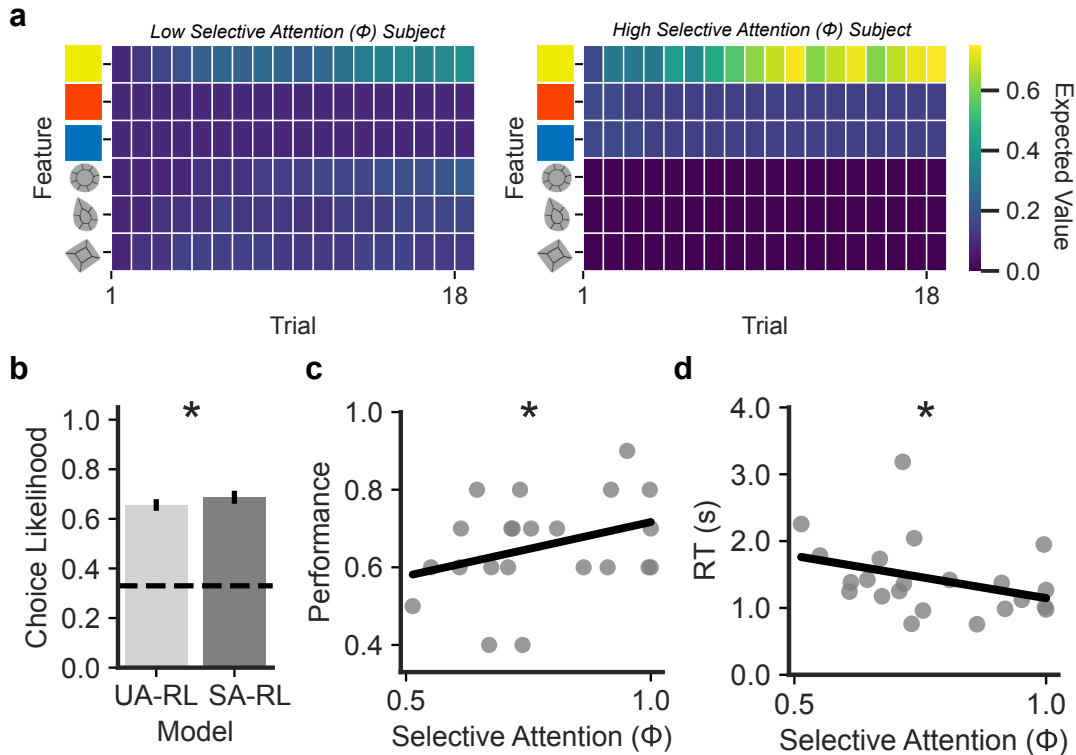 a
Low Selective Attention (Φ) Subject
High Selective Attention (Φ) Subject
Feature
1
18
Trial
Feature
1
18
Trial
0.6
0.4
0.2
0.0
Expected Value
b
*
1.0
0.8
0.6
0.4
0.2
0.0
Choice Likelihood
UA-RL
SA-RL
Model
c
*
1.0
0.8
0.6
0.4
Performance
0.5
1.0
Selective Attention (Φ)
d
*
4.0
3.0
2.0
1.0
0.0
RT (s)
0.5
1.0
Selective Attention (Φ)